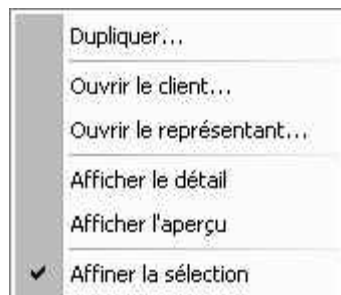 Dupliquer...
Ouvrir le client...
Ouvrir le représentant...
Afficher le détail
Afficher l'aperçu
Affiner la sélection